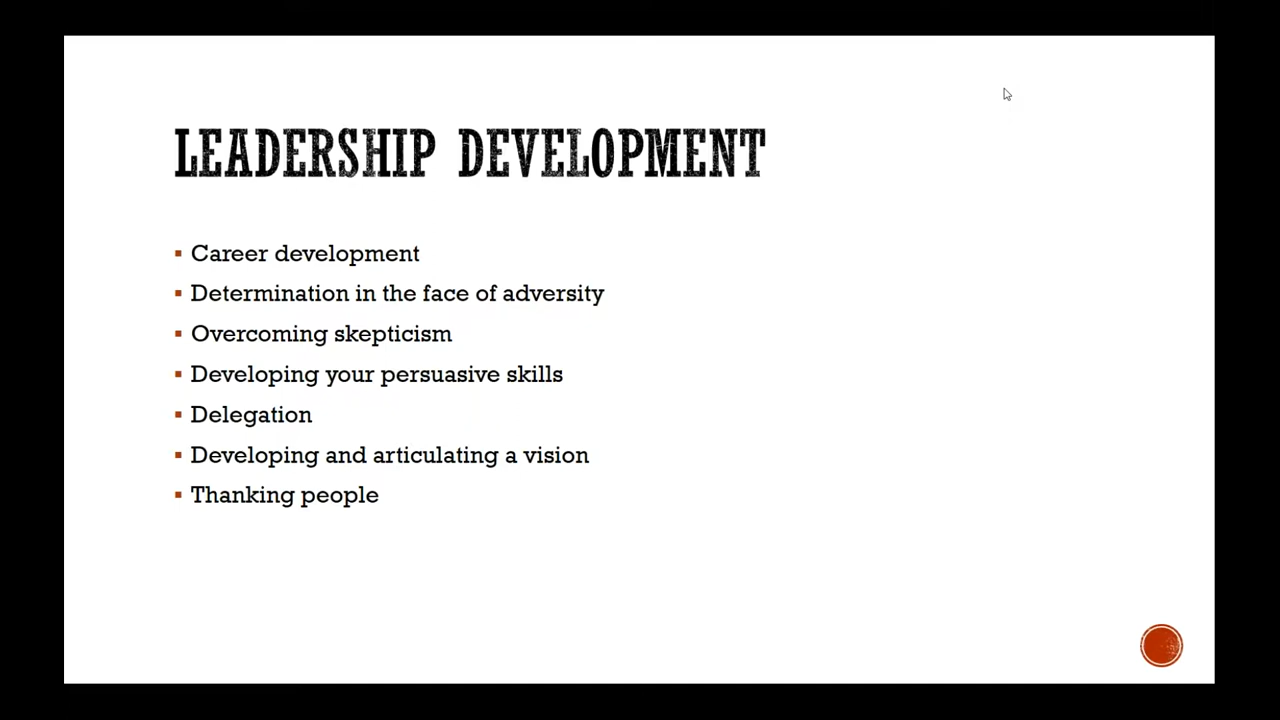 LEADERSHIP DEVELOPMENT
Career development
Determination in the face of adversity
Overcoming skepticism
Developing your persuasive skills
Delegation
Developing and articulating a vision
Thanking people